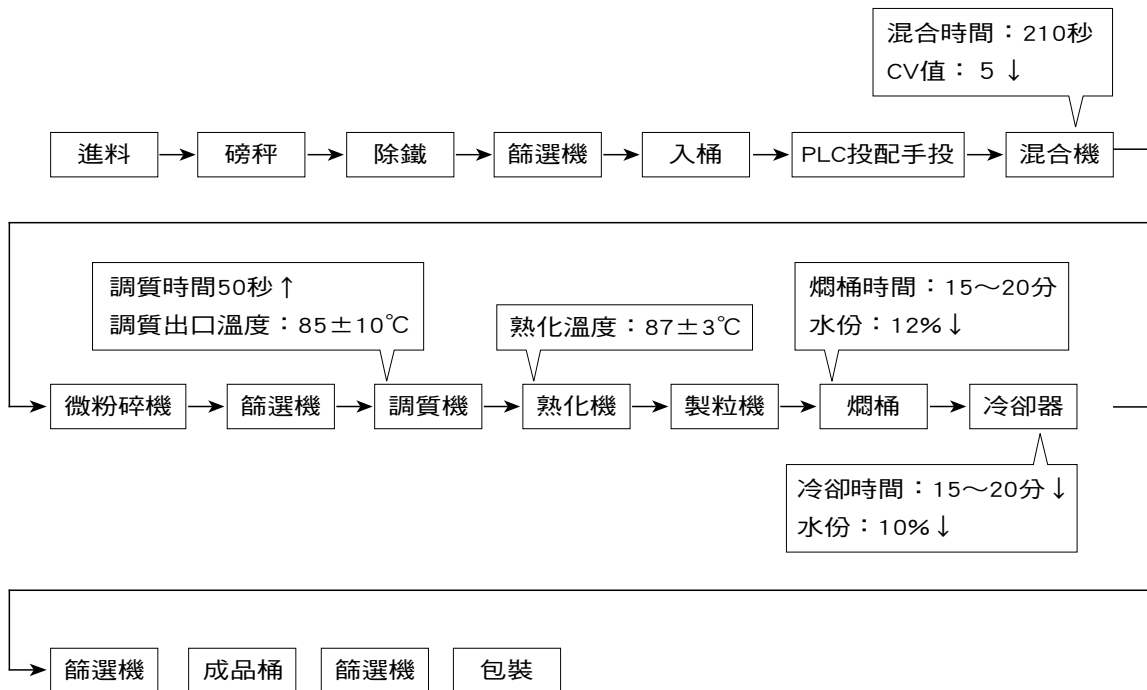 混合時間：210秒
CV值： 5 ↓
進料
磅秤
除鐵
篩選機
入桶
PLC投配手投
混合機
調質時間50秒↑
調質出口溫度：85±10℃
熟化溫度：87±3℃
燜桶時間：15～20分
水份：12%↓
微粉碎機
篩選機
調質機
熟化機
製粒機
燜桶
冷卻器
冷卻時間：15～20分↓
水份：10%↓
篩選機
成品桶
篩選機
包裝